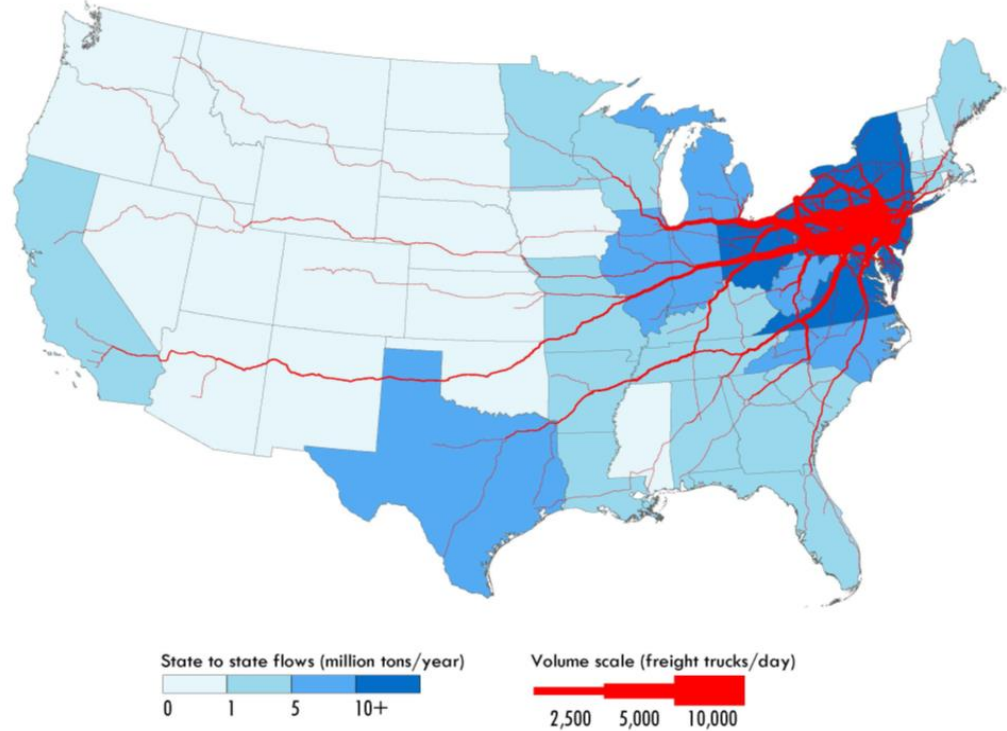 State to state flows (million tons/year)
0 1 5 10+
Volume scale (freight trucks/day)
2,500 5,000 10,000